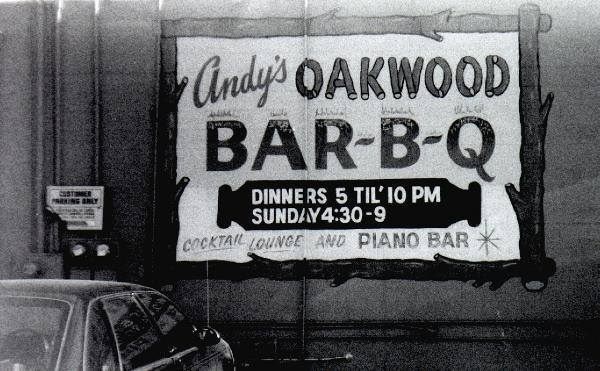 Andy's OAKWOOD
BAR-B-Q
DINNERS 5 TIL' 10 PM
SUNDAY 4:30-9
COCKTAIL LOUNGE AND PIANO BAR
CUSTOMER
PARKING ONLY